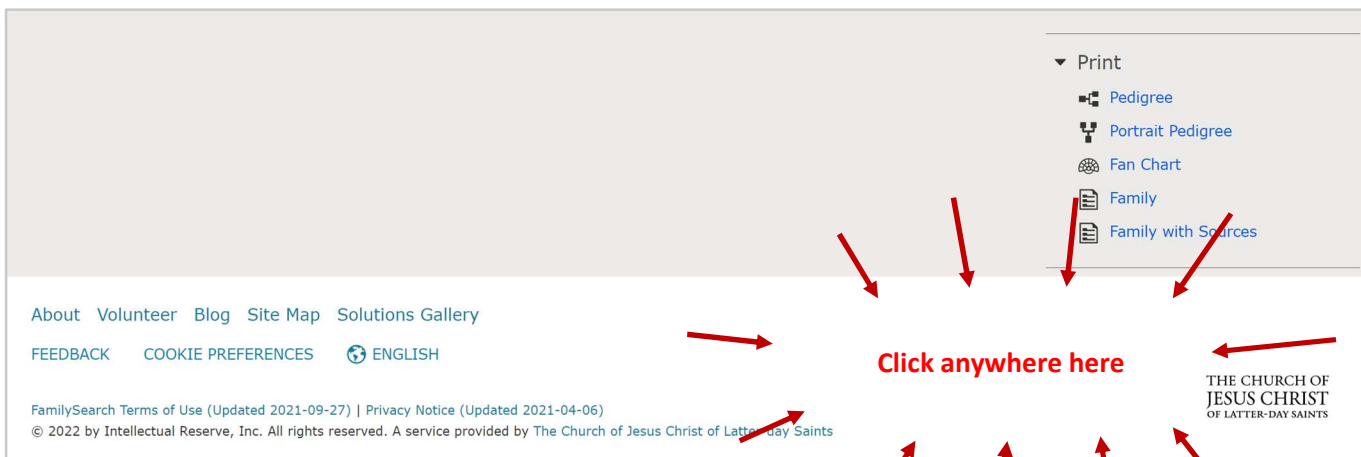 Print
Pedigree
Portrait Pedigree
Fan Chart
Family
Family with Sources
About Volunteer Blog Site Map Solutions Gallery
FEEDBACK COOKIE PREFERENCES ENGLISH
Click anywhere here
THE CHURCH OF
JESUS CHRIST
OF LATTER-DAY SAINTS
FamilySearch Terms of Use (Updated 2021-09-27) | Privacy Notice (Updated 2021-04-06)
© 2022 by Intellectual Reserve, Inc. All rights reserved. A service provided by The Church of Jesus Christ of Latter-day Saints